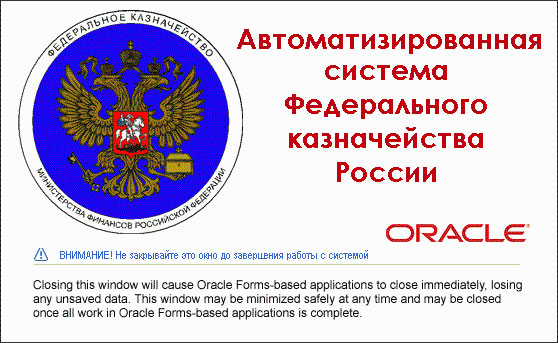 ФЕДЕРАЛЬНОЕ КАЗНАЧЕЙСТВО
МИНИСТЕРСТВА ФИНАНСОВ РОССИЙСКОЙ ФЕДЕРАЦИИ
Автоматизированная
система
Федерального
казначейства
России
ORACLE
ВНИМАНИЕ! Не закрывайте это окно до завершения работы с системой
Closing this window will cause Oracle Forms-based applications to close immediately, losing
any unsaved data. This window may be minimized safely at any time and may be closed
once all work in Oracle Forms-based applications is complete.